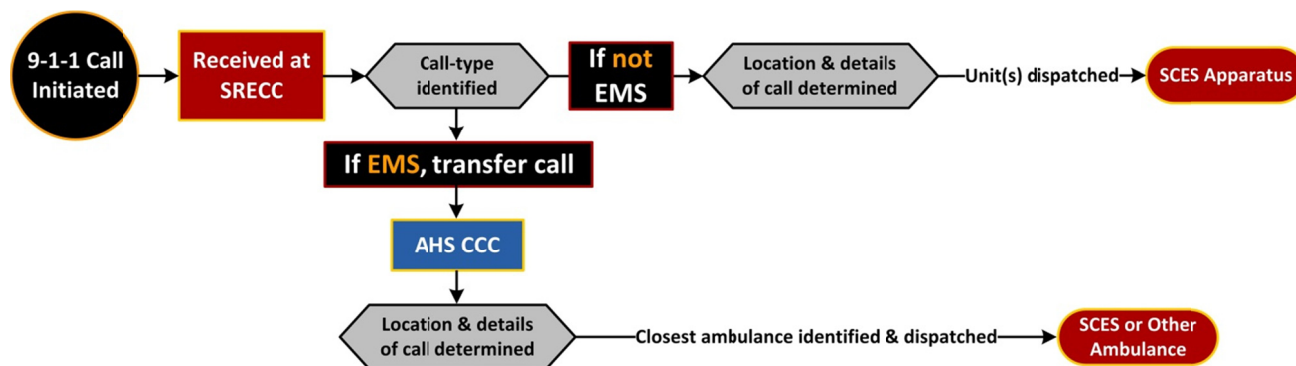 9-1-1 Call
Initiated
Received at
SRECC
Call-type
identified
If not
EMS
Location & details
of call determined
Unit(s) dispatched
SCES Apparatus
If EMS, transfer call
AHS CCC
Location & details
of call determined
Closest ambulance identified & dispatched
SCES or Other
Ambulance